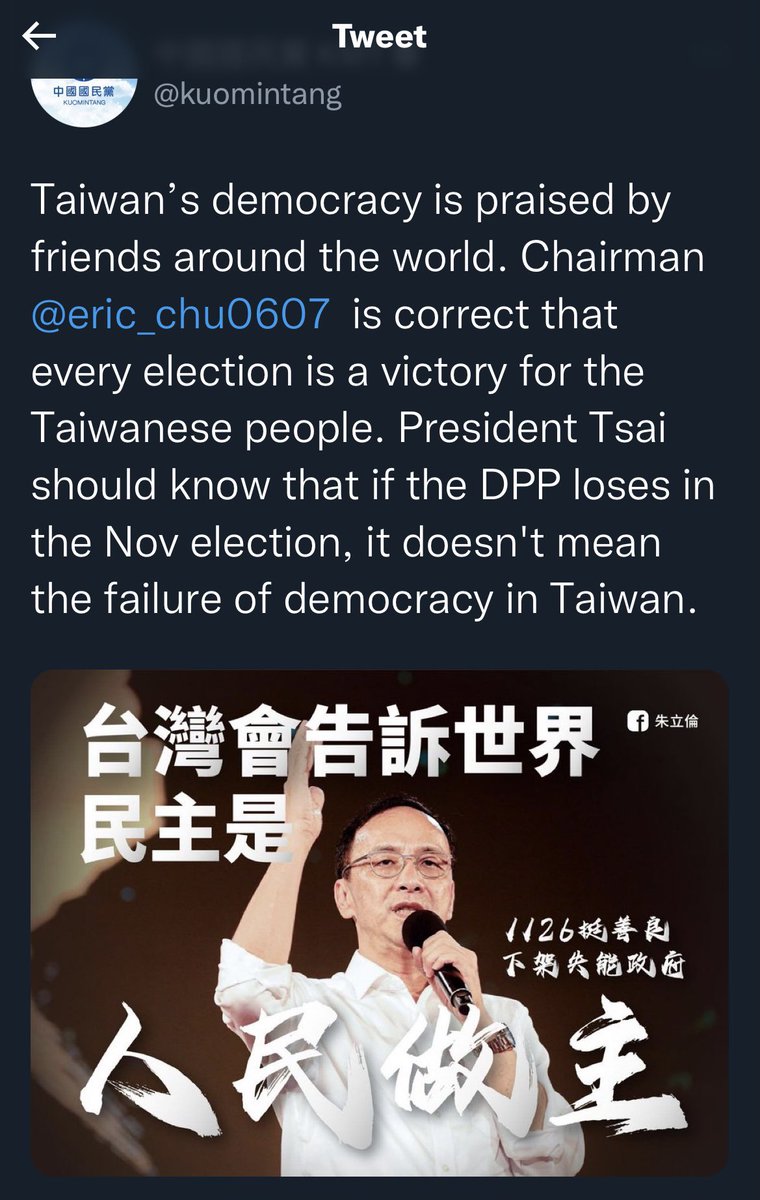 Tweet
中國國民黨
KUOMINTANG
@kuomintang
Taiwan’s democracy is praised by
friends around the world. Chairman
@eric_chu0607 is correct that
every election is a victory for the
Taiwanese people. President Tsai
should know that if the DPP loses in
the Nov election, it doesn't mean
the failure of democracy in Taiwan.
台灣會告訴世界
f 朱立倫
民主是
1126挺善良
下架失能政府
人民做主